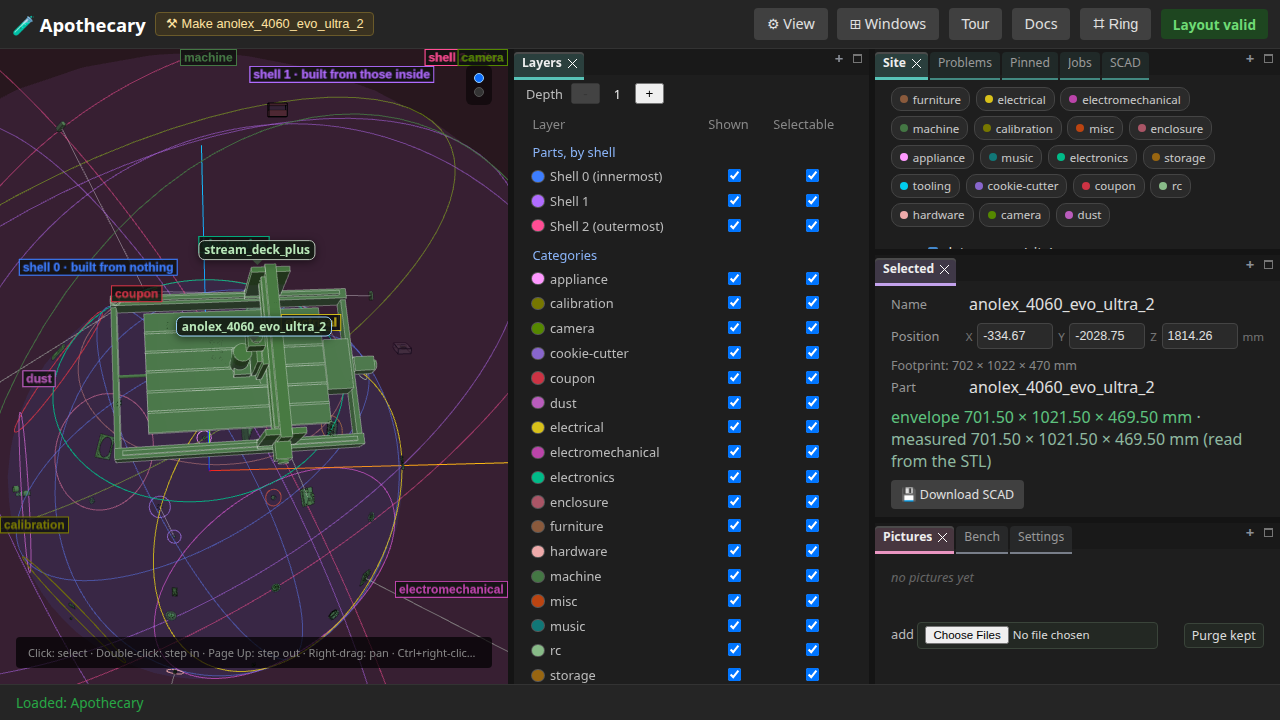 🧪 Apothecary
⚒ Make anolex_4060_evo_ultra_2
⚙ View
⊞ Windows
Tour
Docs
⌗ Ring
Layout valid
machine
shell
camera
shell 1 · built from those inside
stream_deck_plus
shell 0 · built from nothing
coupon
anolex_4060_evo_ultra_2
dust
calibration
electromechanical
Click: select · Double-click: step in · Page Up: step out · Right-drag: pan · Ctrl+right-clic…
Layers
Depth - 1 +
Layer Shown Selectable
Parts, by shell
Shell 0 (innermost)
Shell 1
Shell 2 (outermost)
Categories
appliance
calibration
camera
cookie-cutter
coupon
dust
electrical
electromechanical
electronics
enclosure
furniture
hardware
machine
misc
music
rc
storage
Site Problems Pinned Jobs SCAD
furniture electrical electromechanical
machine calibration misc enclosure
appliance music electronics storage
tooling cookie-cutter coupon rc
hardware camera dust
Selected
Name anolex_4060_evo_ultra_2
Position X -334.67 Y -2028.75 Z 1814.26 mm
Footprint: 702 × 1022 × 470 mm
Part anolex_4060_evo_ultra_2
envelope 701.50 × 1021.50 × 469.50 mm ·
measured 701.50 × 1021.50 × 469.50 mm (read
from the STL)
💾 Download SCAD
Pictures Bench Settings
no pictures yet
add Choose Files No file chosen Purge kept
Loaded: Apothecary